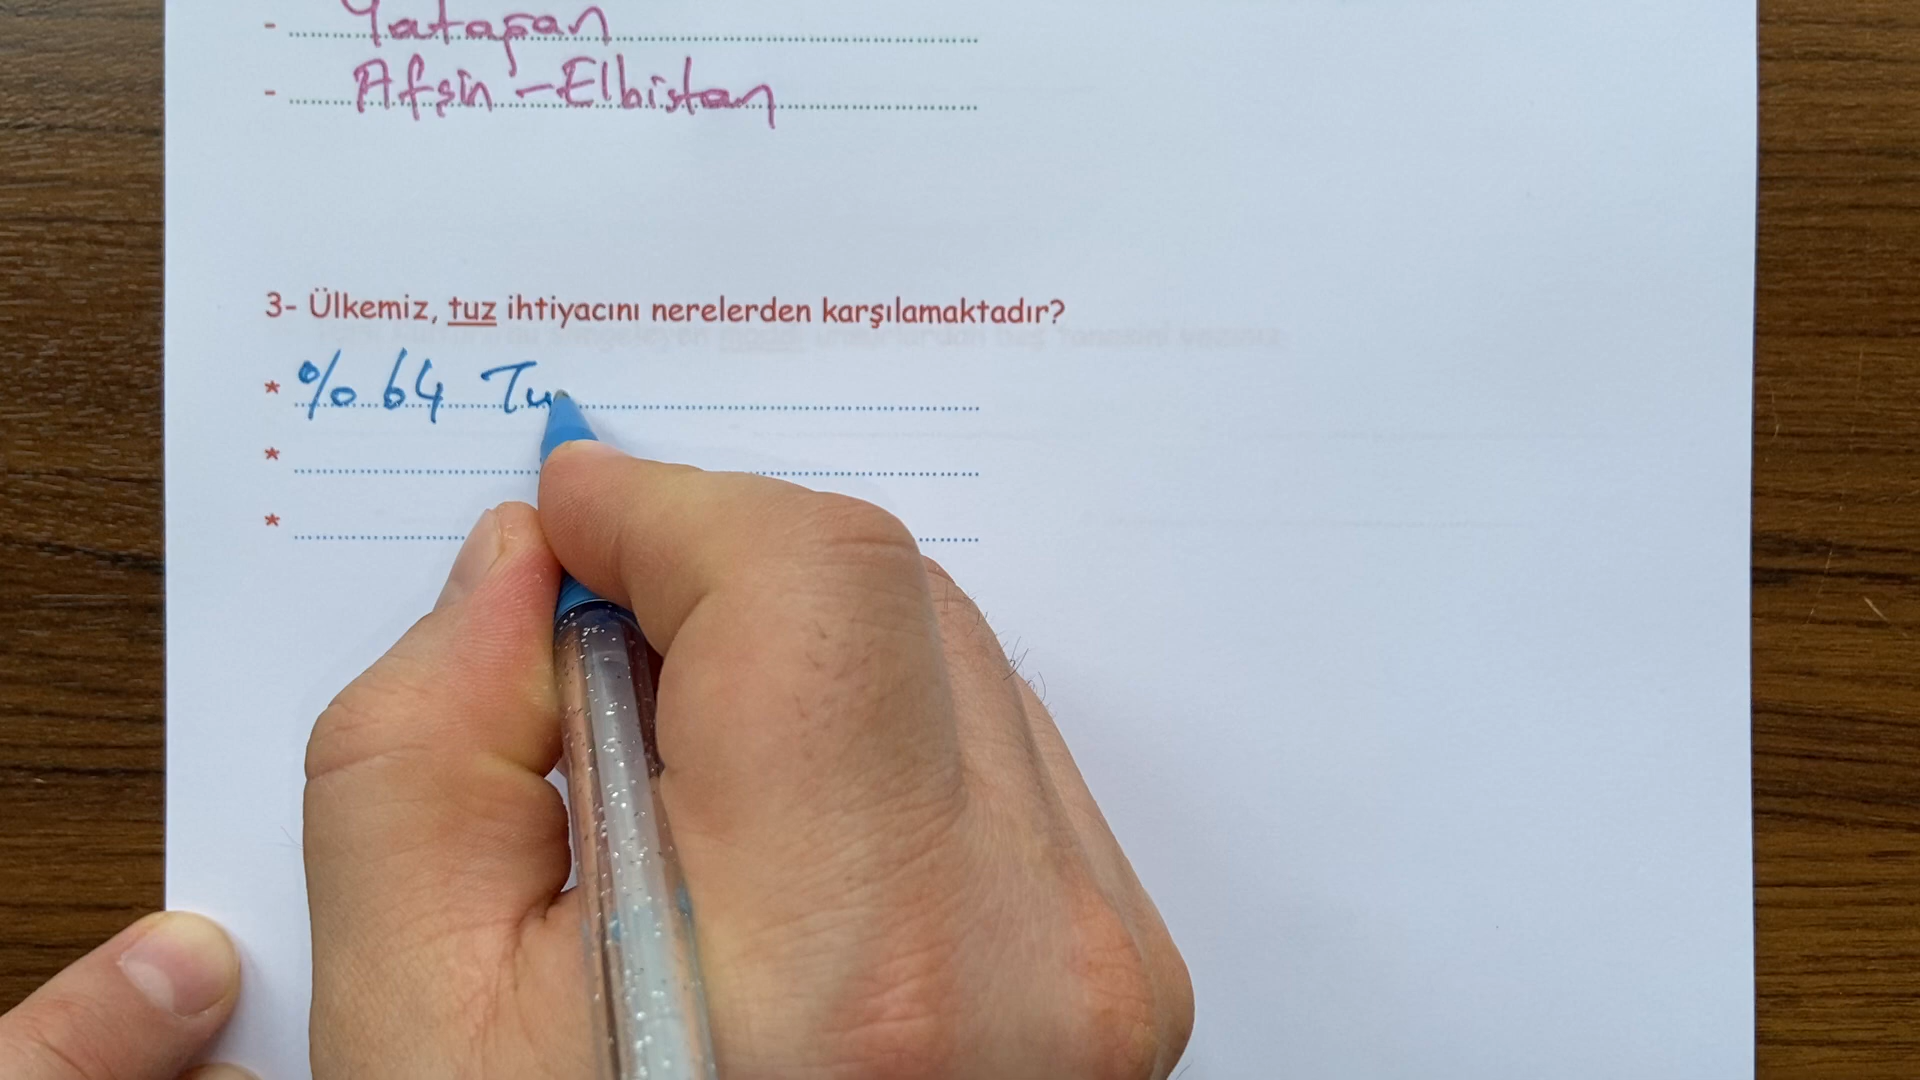 - Yatağan
- Afşin - Elbistan
3- Ülkemiz, tuz ihtiyacını nerelerden karşılamaktadır?
* % 64 Tu
*
*